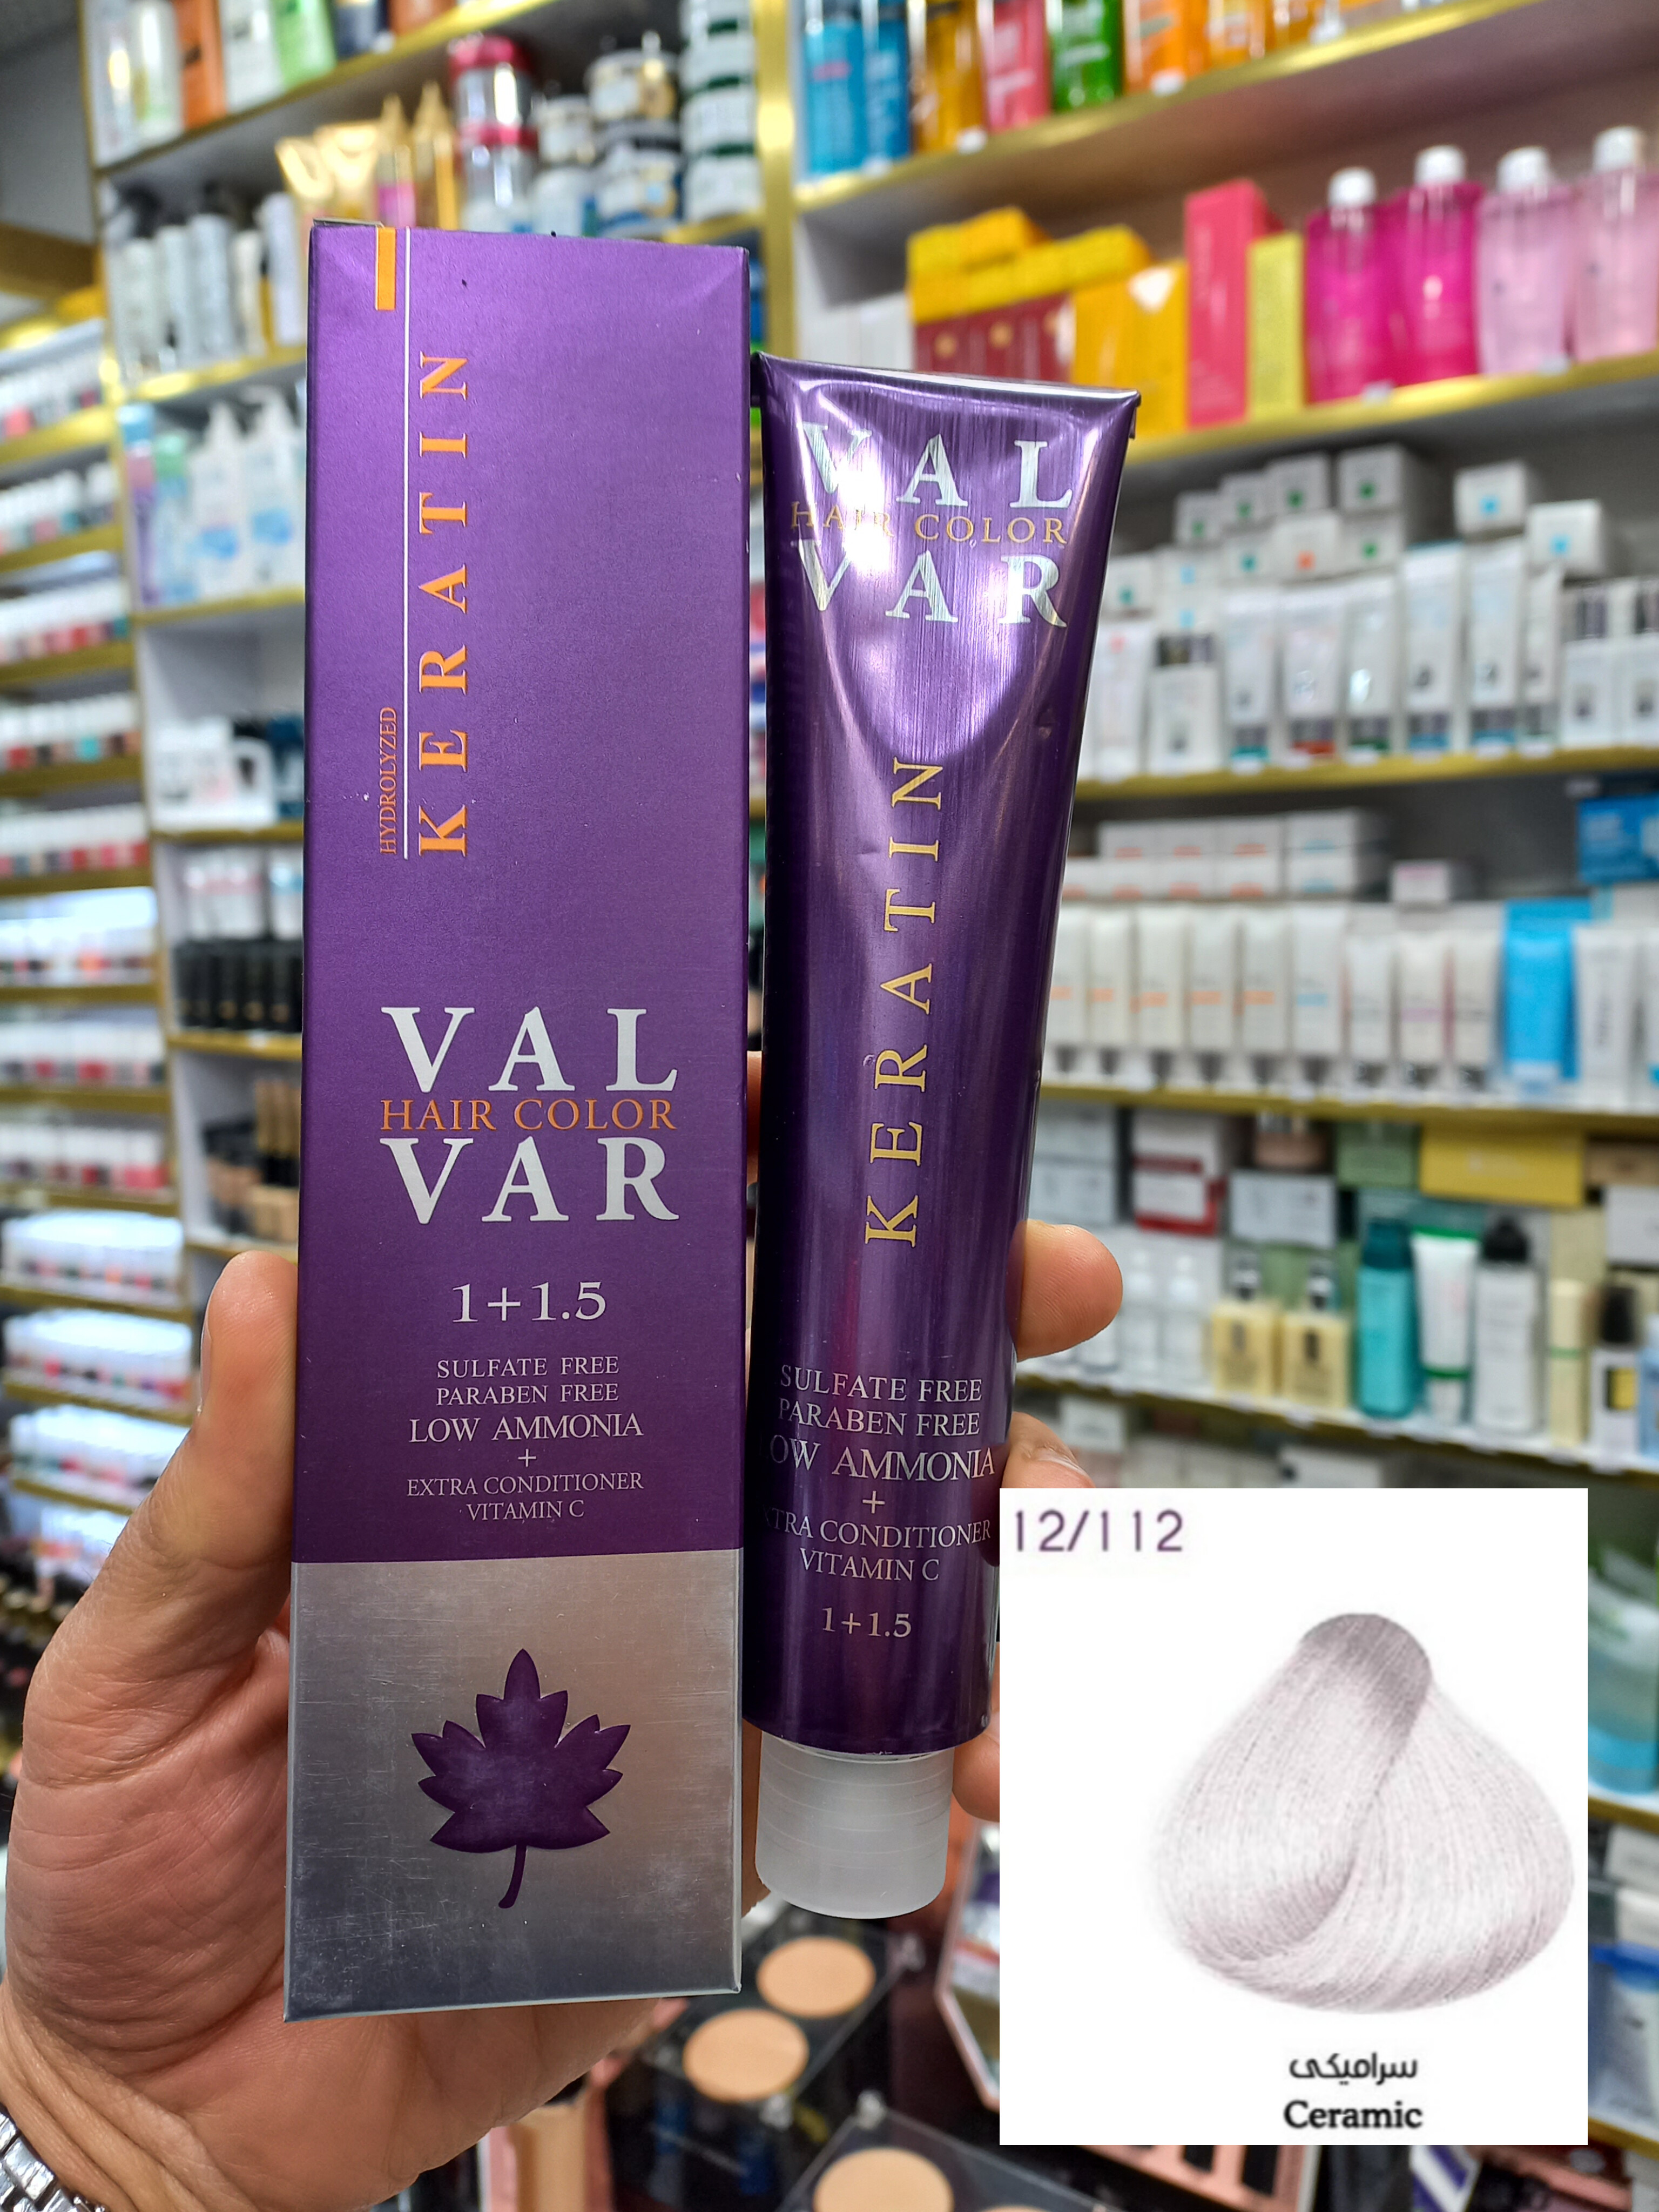 HYDROLYZED
KERATIN
VAL
HAIR COLOR
VAR
1+1.5
SULFATE FREE
PARABEN FREE
LOW AMMONIA
+
EXTRA CONDITIONER
VITAMIN C
VAL
HAIR COLOR
VAR
KERATIN
SULFATE FREE
PARABEN FREE
OW AMMONIA
+
TRA CONDITIONER
VITAMIN C
1+1.5
12/112
سرامیکی
Ceramic